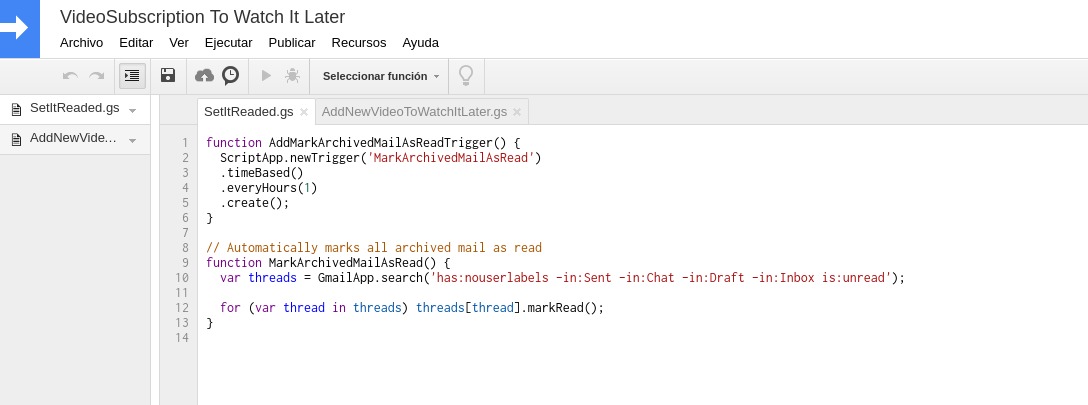 VideoSubscription To Watch It Later
Archivo Editar Ver Ejecutar Publicar Recursos Ayuda
Seleccionar función
SetItReaded.gs
AddNewVide...
SetItReaded.gs × AddNewVideoToWatchItLater.gs ×
1 function AddMarkArchivedMailAsReadTrigger() {
2 ScriptApp.newTrigger('MarkArchivedMailAsRead')
3 .timeBased()
4 .everyHours(1)
5 .create();
6 }
7
8 // Automatically marks all archived mail as read
9 function MarkArchivedMailAsRead() {
10 var threads = GmailApp.search('has:nouserlabels -in:Sent -in:Chat -in:Draft -in:Inbox is:unread');
11
12 for (var thread in threads) threads[thread].markRead();
13 }
14